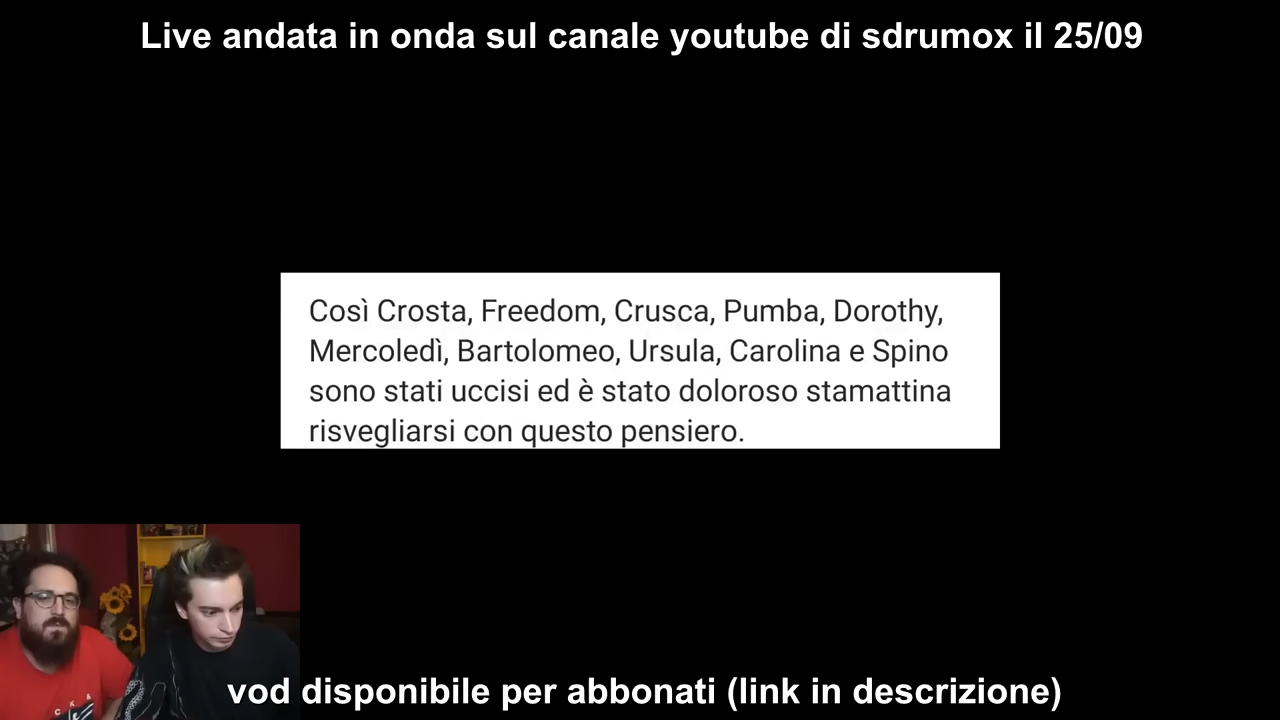 Live andata in onda sul canale youtube di sdrumox il 25/09
Così Crosta, Freedom, Crusca, Pumba, Dorothy,
Mercoledì, Bartolomeo, Ursula, Carolina e Spino
sono stati uccisi ed è stato doloroso stamattina
risvegliarsi con questo pensiero.
C K A
vod disponibile per abbonati (link in descrizione)